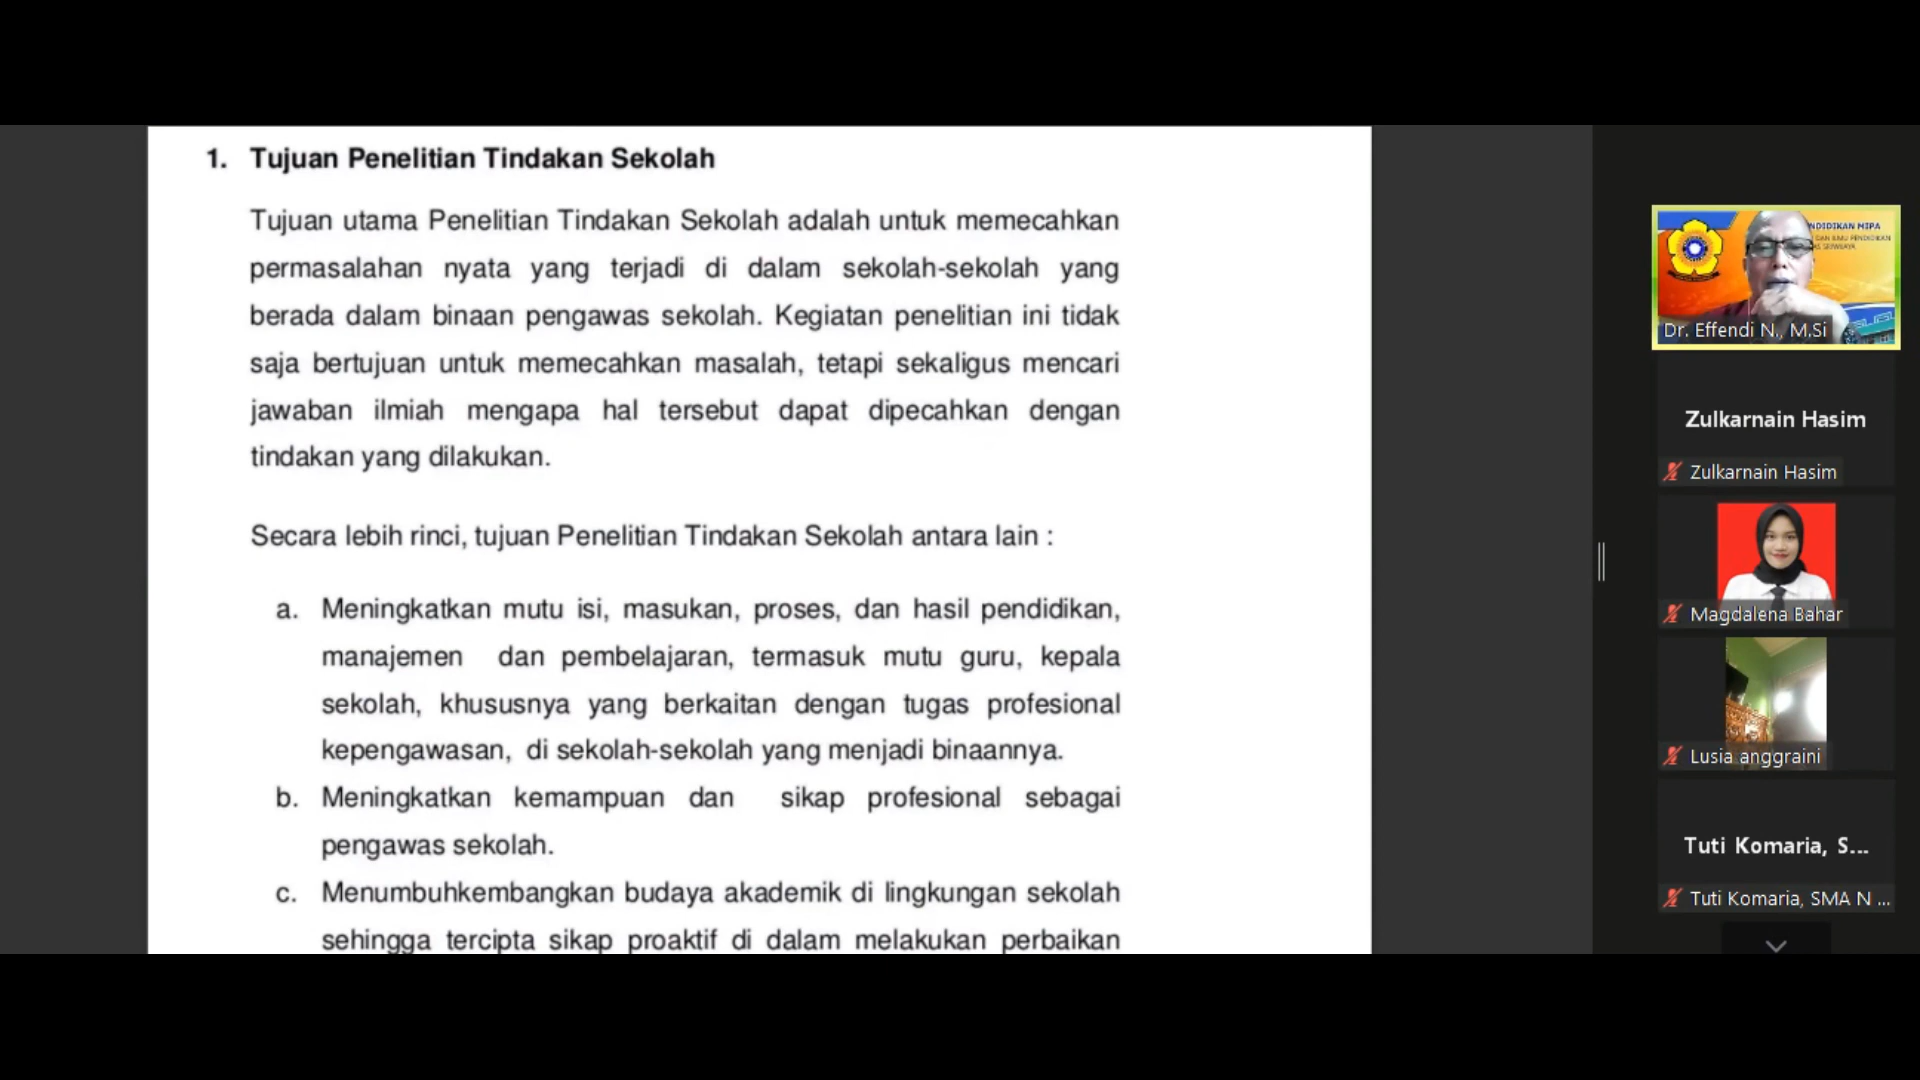 1. Tujuan Penelitian Tindakan Sekolah
Tujuan utama Penelitian Tindakan Sekolah adalah untuk memecahkan
permasalahan nyata yang terjadi di dalam sekolah-sekolah yang
berada dalam binaan pengawas sekolah. Kegiatan penelitian ini tidak
saja bertujuan untuk memecahkan masalah, tetapi sekaligus mencari
jawaban ilmiah mengapa hal tersebut dapat dipecahkan dengan
tindakan yang dilakukan.
Secara lebih rinci, tujuan Penelitian Tindakan Sekolah antara lain :
a. Meningkatkan mutu isi, masukan, proses, dan hasil pendidikan,
manajemen dan pembelajaran, termasuk mutu guru, kepala
sekolah, khususnya yang berkaitan dengan tugas profesional
kepengawasan, di sekolah-sekolah yang menjadi binaannya.
b. Meningkatkan kemampuan dan sikap profesional sebagai
pengawas sekolah.
c. Menumbuhkembangkan budaya akademik di lingkungan sekolah
sehingga tercipta sikap proaktif di dalam melakukan perbaikan
NDIDIKAN MIPA
DAN ILMU PENDIDIKAN
Dr. Effendi N., M.Si
Zulkarnain Hasim
Zulkarnain Hasim
Magdalena Bahar
Lusia anggraini
Tuti Komaria, S...
Tuti Komaria, SMA N ...